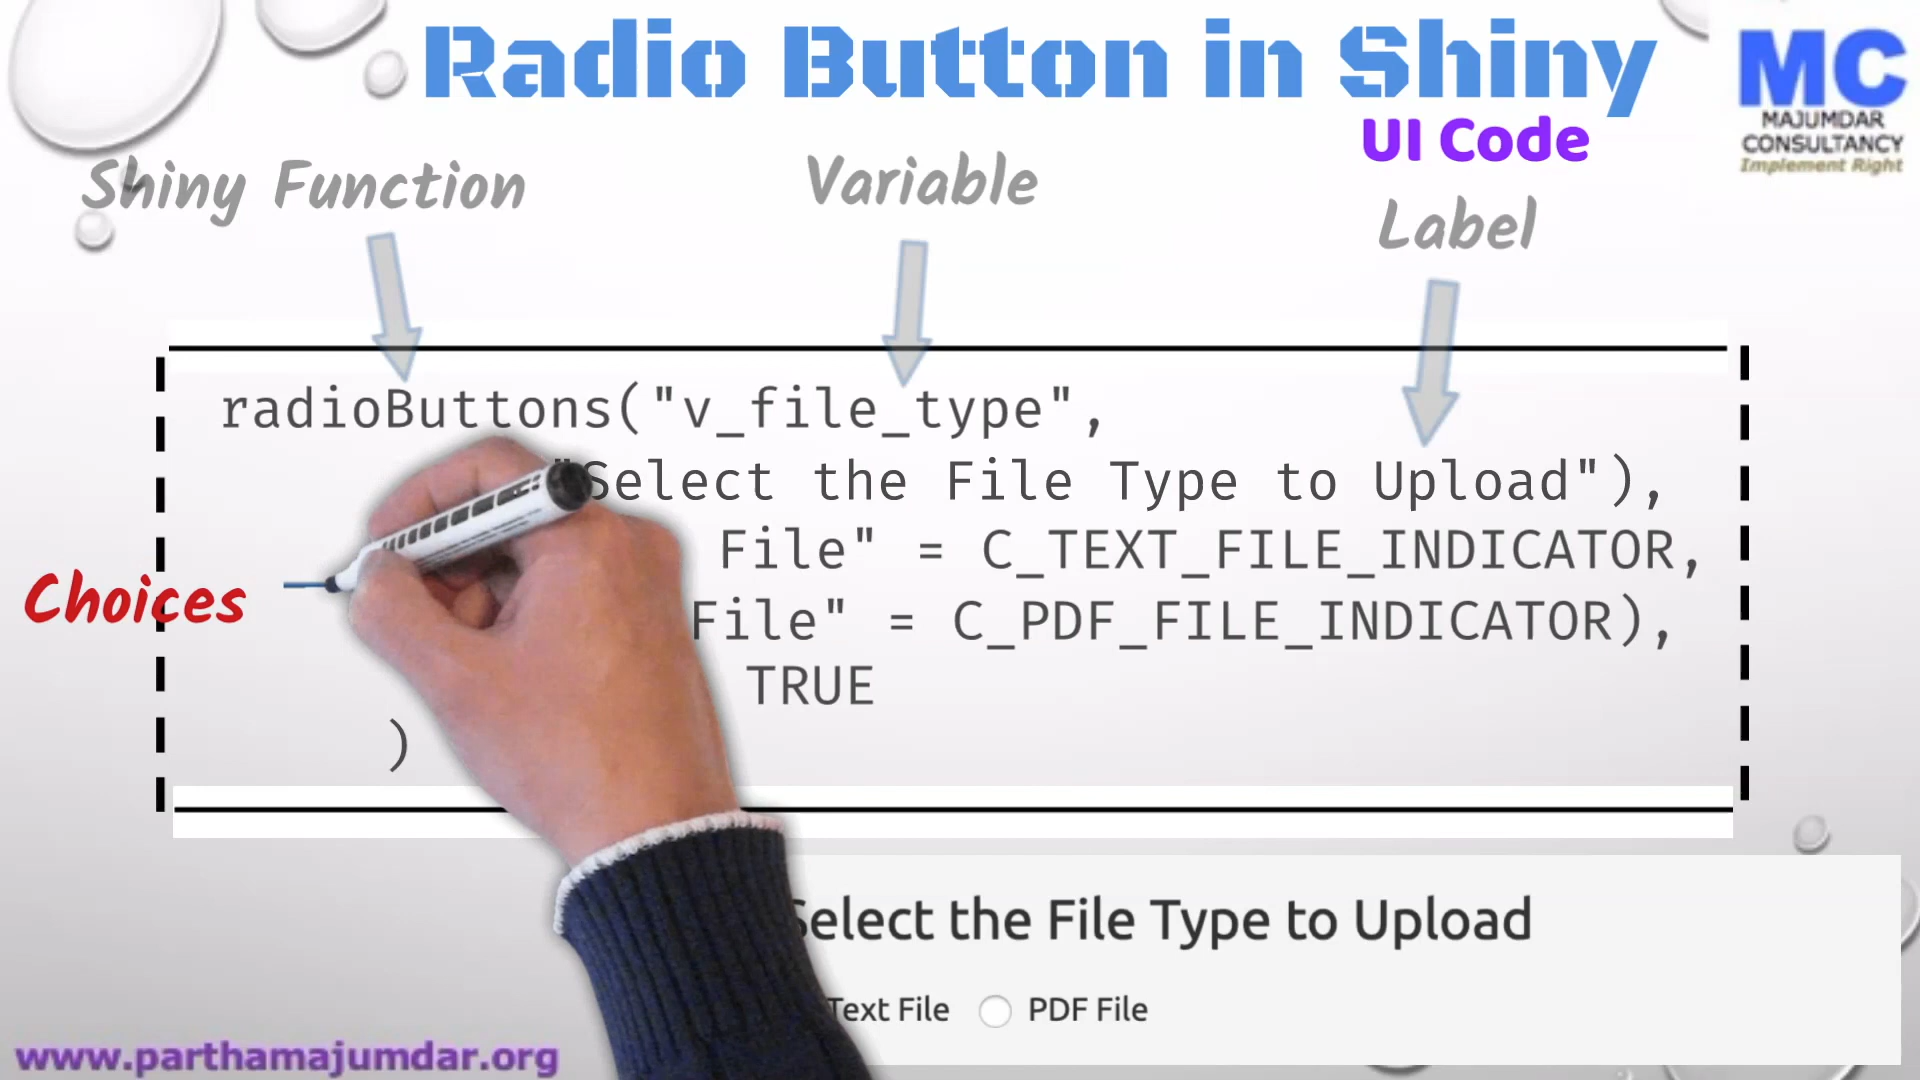 Radio Button in Shiny
UI Code
MC
MAJUMDAR
CONSULTANCY
Implement Right
Shiny Function
Variable
Label
radioButtons("v_file_type",
"Select the File Type to Upload"),
File" = C_TEXT_FILE_INDICATOR,
Choices
File" = C_PDF_FILE_INDICATOR),
TRUE
)
Select the File Type to Upload
Text File
PDF File
www.parthamajumdar.org